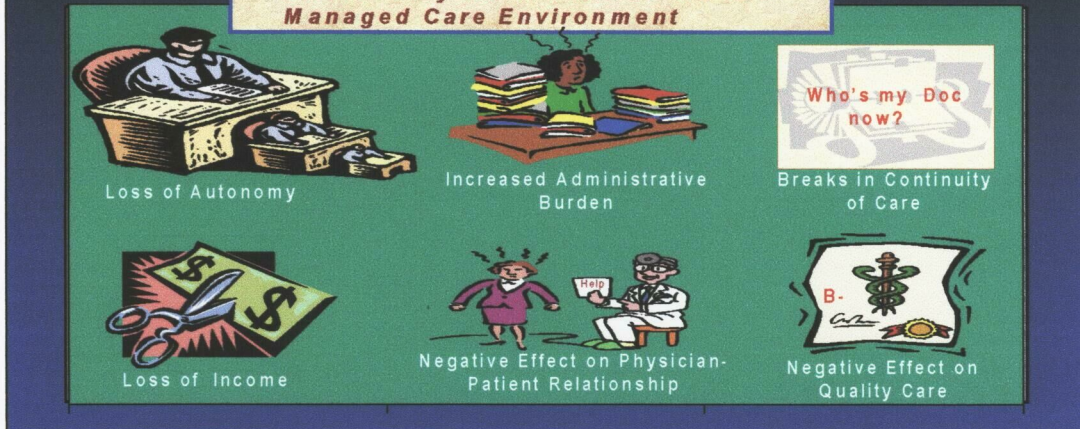 Managed Care Environment
Who's my Doc
now?
Loss of Autonomy
Increased Administrative
Burden
Breaks in Continuity
of Care
Help
B-
$
$
Loss of Income
Negative Effect on Physician-
Patient Relationship
Negative Effect on
Quality Care